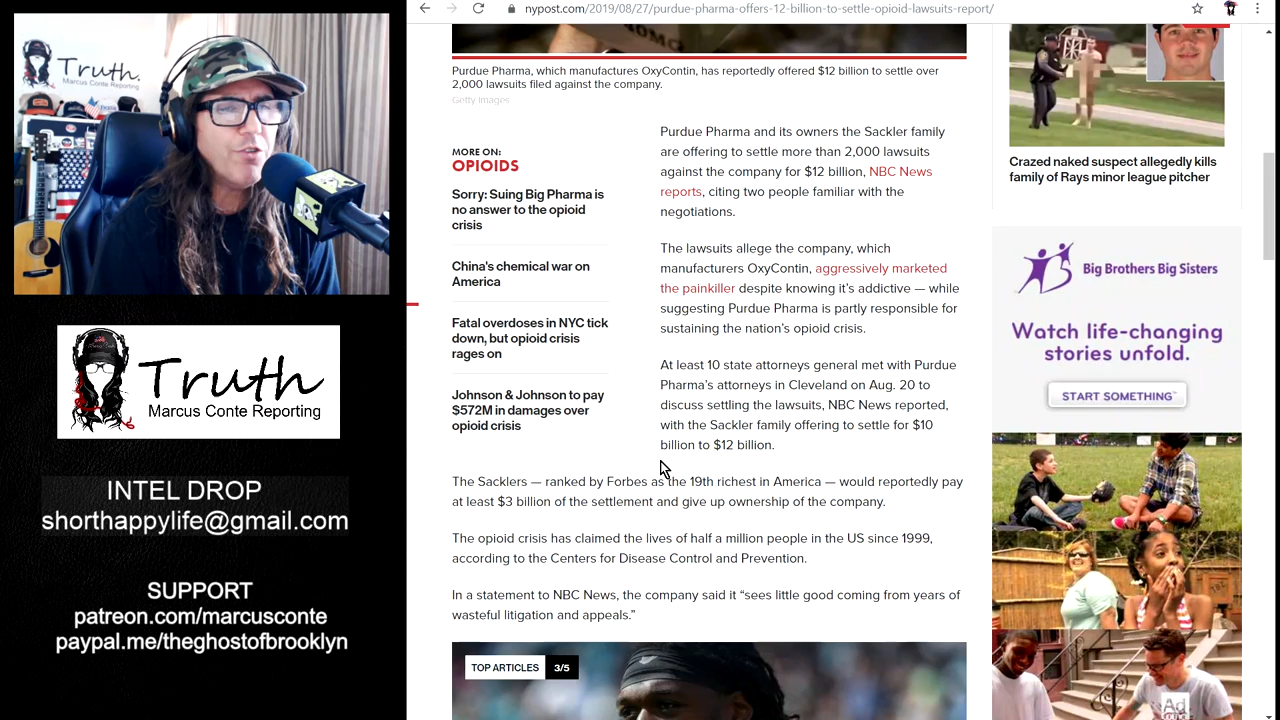 nypost.com/2019/08/27/purdue-pharma-offers-12-billion-to-settle-opioid-lawsuits-report/
Truth.
Marcus Conte Reporting
Truth
Marcus Conte Reporting
INTEL DROP
shorthappylife@gmail.com
SUPPORT
patreon.com/marcusconte
paypal.me/theghostofbrooklyn
Purdue Pharma, which manufactures OxyContin, has reportedly offered $12 billion to settle over
2,000 lawsuits filed against the company.
Getty Images
MORE ON:
OPIOIDS
Sorry: Suing Big Pharma is
no answer to the opioid
crisis
China's chemical war on
America
Fatal overdoses in NYC tick
down, but opioid crisis
rages on
Johnson & Johnson to pay
$572M in damages over
opioid crisis
Purdue Pharma and its owners the Sackler family
are offering to settle more than 2,000 lawsuits
against the company for $12 billion, NBC News
reports, citing two people familiar with the
negotiations.
The lawsuits allege the company, which
manufacturers OxyContin, aggressively marketed
the painkiller despite knowing it's addictive — while
suggesting Purdue Pharma is partly responsible for
sustaining the nation's opioid crisis.
At least 10 state attorneys general met with Purdue
Pharma's attorneys in Cleveland on Aug. 20 to
discuss settling the lawsuits, NBC News reported,
with the Sackler family offering to settle for $10
billion to $12 billion.
The Sacklers — ranked by Forbes as the 19th richest in America — would reportedly pay
at least $3 billion of the settlement and give up ownership of the company.
The opioid crisis has claimed the lives of half a million people in the US since 1999,
according to the Centers for Disease Control and Prevention.
In a statement to NBC News, the company said it “sees little good coming from years of
wasteful litigation and appeals.”
TOP ARTICLES 3/5
Crazed naked suspect allegedly kills
family of Rays minor league pitcher
Big Brothers Big Sisters
Watch life-changing
stories unfold.
START SOMETHING™
Ad